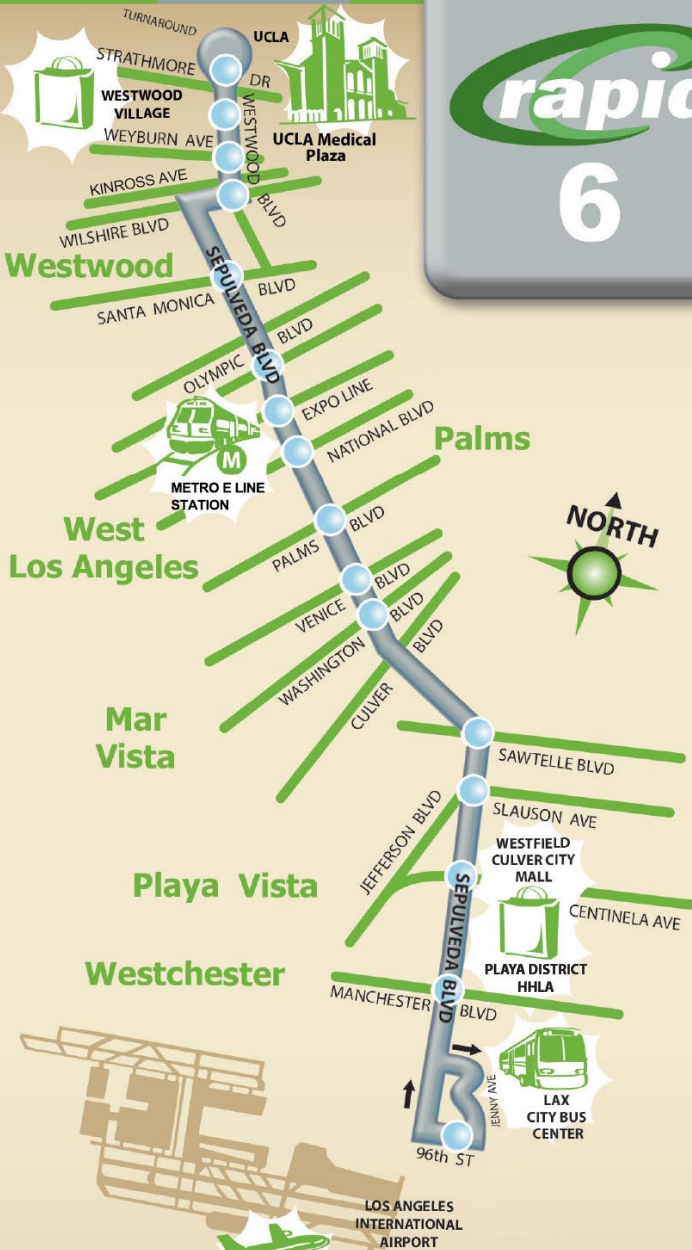 TURNAROUND
UCLA
STRATHMORE DR
WESTWOOD
VILLAGE
WESTWOOD BLVD
UCLA Medical
Plaza
WEYBURN AVE
KINROSS AVE
WILSHIRE BLVD
rapid
6
Westwood
SEPULVEDA BLVD
SANTA MONICA BLVD
OLYMPIC BLVD
EXPO LINE
NATIONAL BLVD
M
METRO E LINE
STATION
Palms
NORTH
West
Los Angeles
PALMS BLVD
VENICE BLVD
WASHINGTON BLVD
CULVER BLVD
Mar
Vista
SAWTELLE BLVD
SLAUSON AVE
JEFFERSON BLVD
WESTFIELD
CULVER CITY
MALL
Playa Vista
SEPULVEDA BLVD
CENTINELA AVE
PLAYA DISTRICT
HHLA
Westchester
MANCHESTER BLVD
JENNY AVE
LAX
CITY BUS
CENTER
96th ST
LOS ANGELES
INTERNATIONAL
AIRPORT